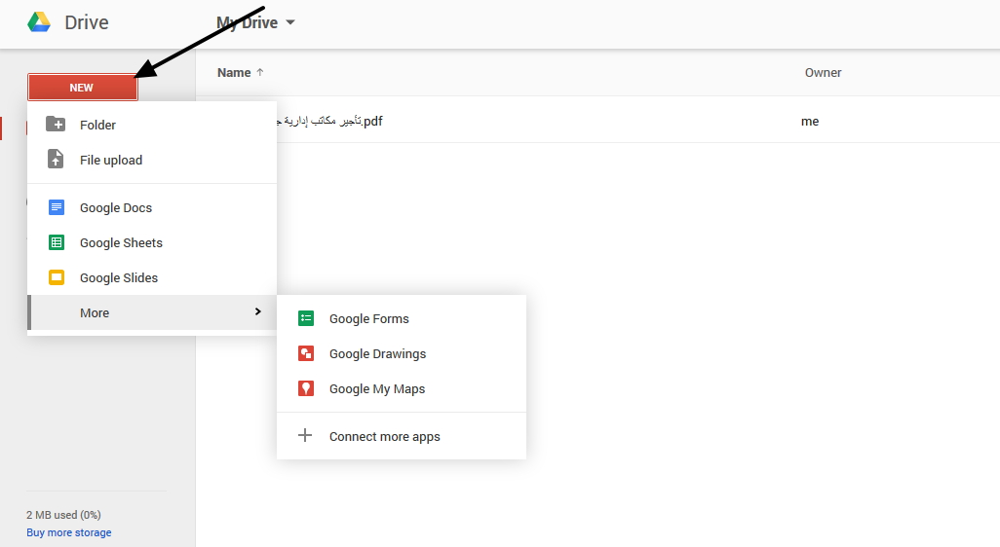 Drive
My Drive
NEW
Name
Owner
تأجير مكاتب إدارية .pdf
me
Folder
File upload
Google Docs
Google Sheets
Google Slides
More
Google Forms
Google Drawings
Google My Maps
Connect more apps
2 MB used (0%)
Buy more storage